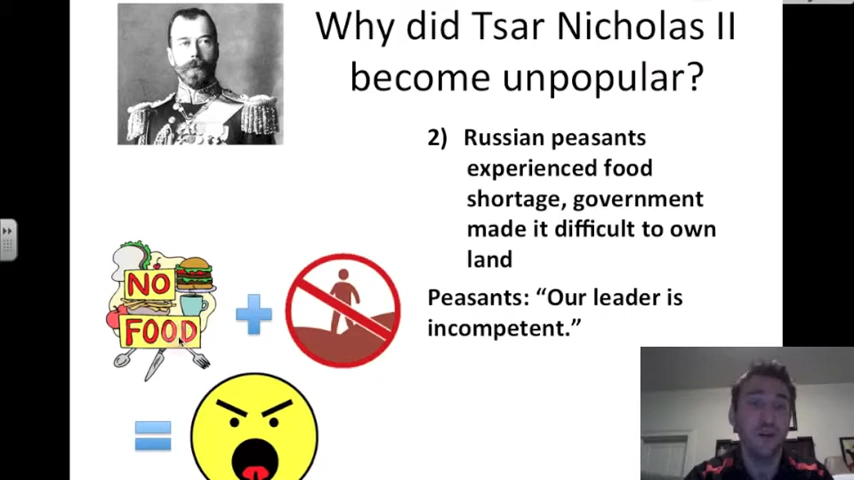 Why did Tsar Nicholas II
become unpopular?
2) Russian peasants
experienced food
shortage, government
made it difficult to own
land
Peasants: “Our leader is
incompetent.”
NO
FOOD